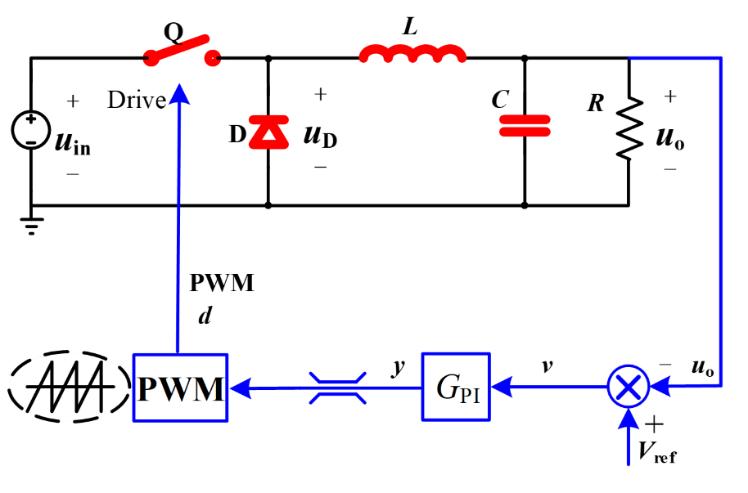 Q
L
+ Drive + C R +
u_in D u_D u_o
− − −
PWM
d
PWM y G_PI v − u_o
+
V_ref